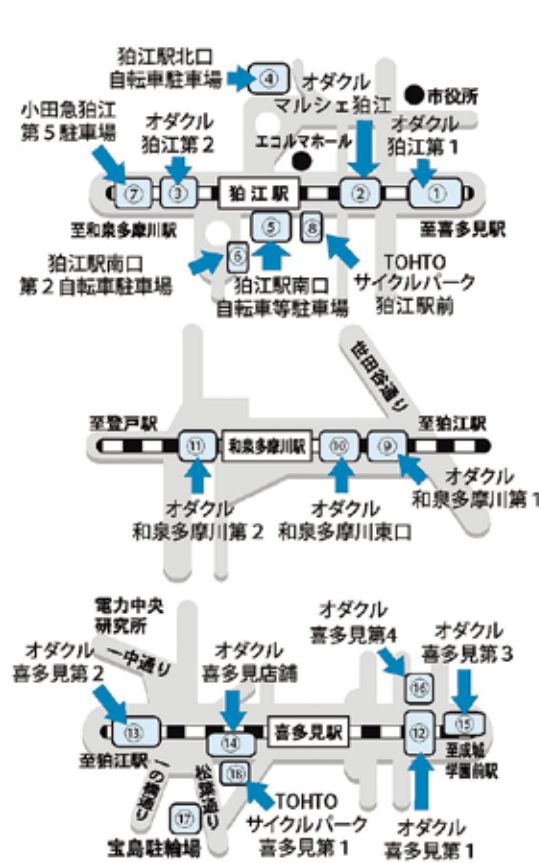 狛江駅北口
自転車駐車場
④
オダクル
マルシェ狛江
市役所
小田急狛江
第5駐車場
オダクル
狛江第2
エコルマホール
オダクル
狛江第1
⑦
③
狛江駅
②
①
至和泉多摩川駅
⑤
⑧
至喜多見駅
⑥
狛江駅南口
第2自転車駐車場
狛江駅南口
自転車等駐車場
TOHTO
サイクルパーク
狛江駅前
世田谷通り
至登戸駅
至狛江駅
⑪
和泉多摩川駅
⑩
⑨
オダクル
和泉多摩川第2
オダクル
和泉多摩川東口
オダクル
和泉多摩川第1
電力中央
研究所
一中通り
オダクル
喜多見第2
オダクル
喜多見店舗
オダクル
喜多見第4
オダクル
喜多見第3
⑯
⑬
⑭
喜多見駅
⑫
⑮
至狛江駅
至成城
学園前駅
一の橋通り
松葉通り
⑱
⑰
宝島駐輪場
TOHTO
サイクルパーク
喜多見第1
オダクル
喜多見第1